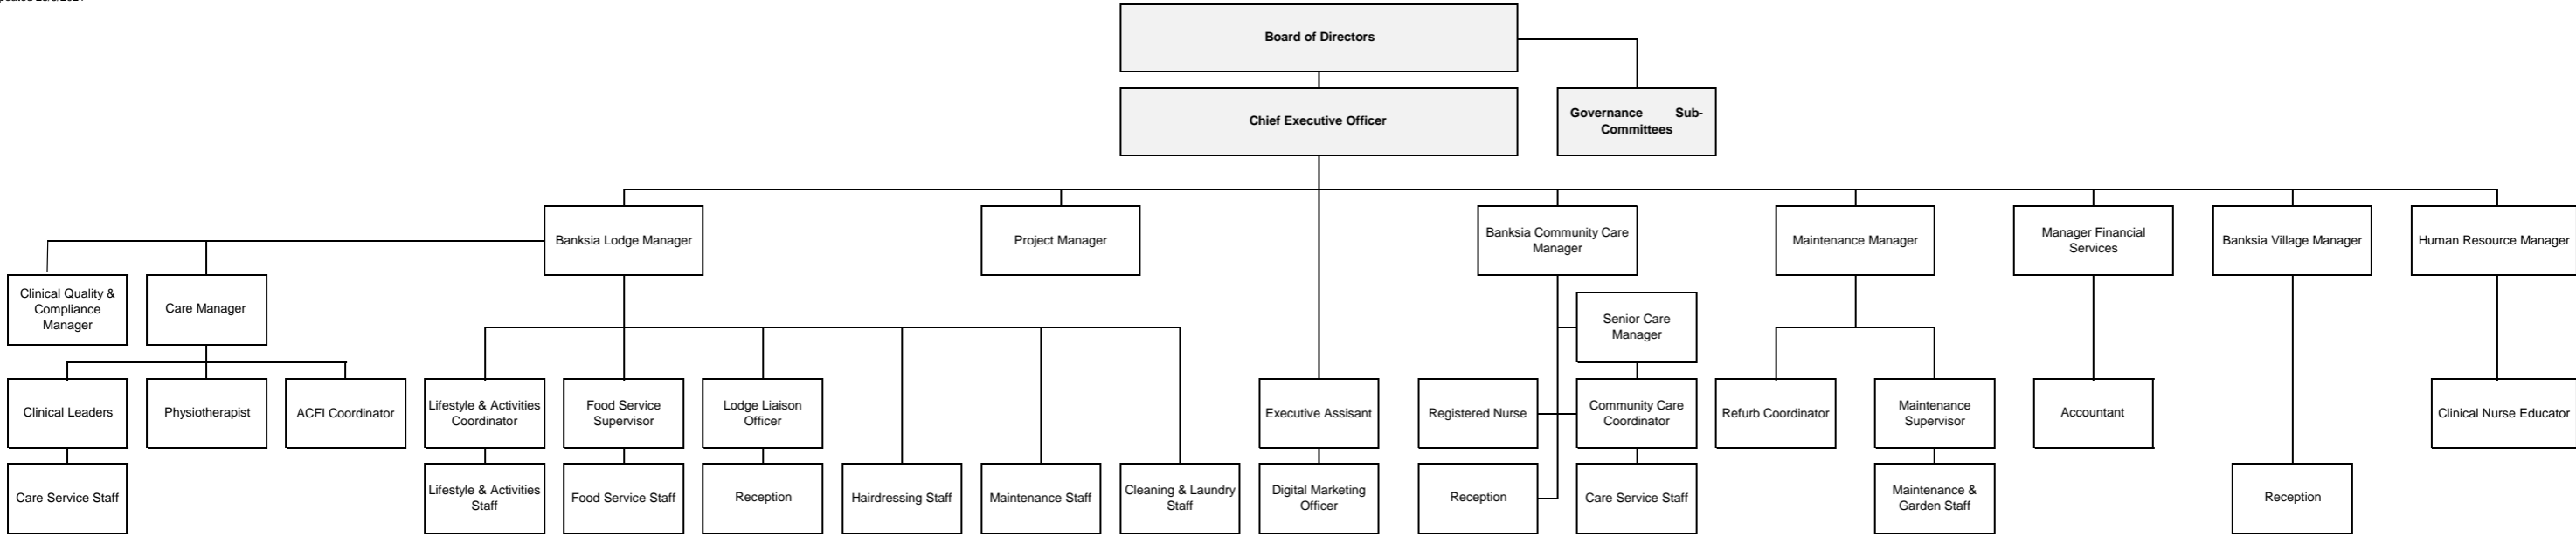 Board of Directors
Chief Executive Officer
Governance Sub-
Committees
Banksia Lodge Manager
Project Manager
Banksia Community Care
Manager
Maintenance Manager
Manager Financial
Services
Banksia Village Manager
Human Resource Manager
Clinical Quality &
Compliance
Manager
Care Manager
Senior Care
Manager
Clinical Leaders
Physiotherapist
ACFI Coordinator
Lifestyle & Activities
Coordinator
Food Service
Supervisor
Lodge Liaison
Officer
Executive Assisant
Registered Nurse
Community Care
Coordinator
Refurb Coordinator
Maintenance
Supervisor
Accountant
Clinical Nurse Educator
Care Service Staff
Lifestyle & Activities
Staff
Food Service Staff
Reception
Hairdressing Staff
Maintenance Staff
Cleaning & Laundry
Staff
Digital Marketing
Officer
Reception
Care Service Staff
Maintenance &
Garden Staff
Reception